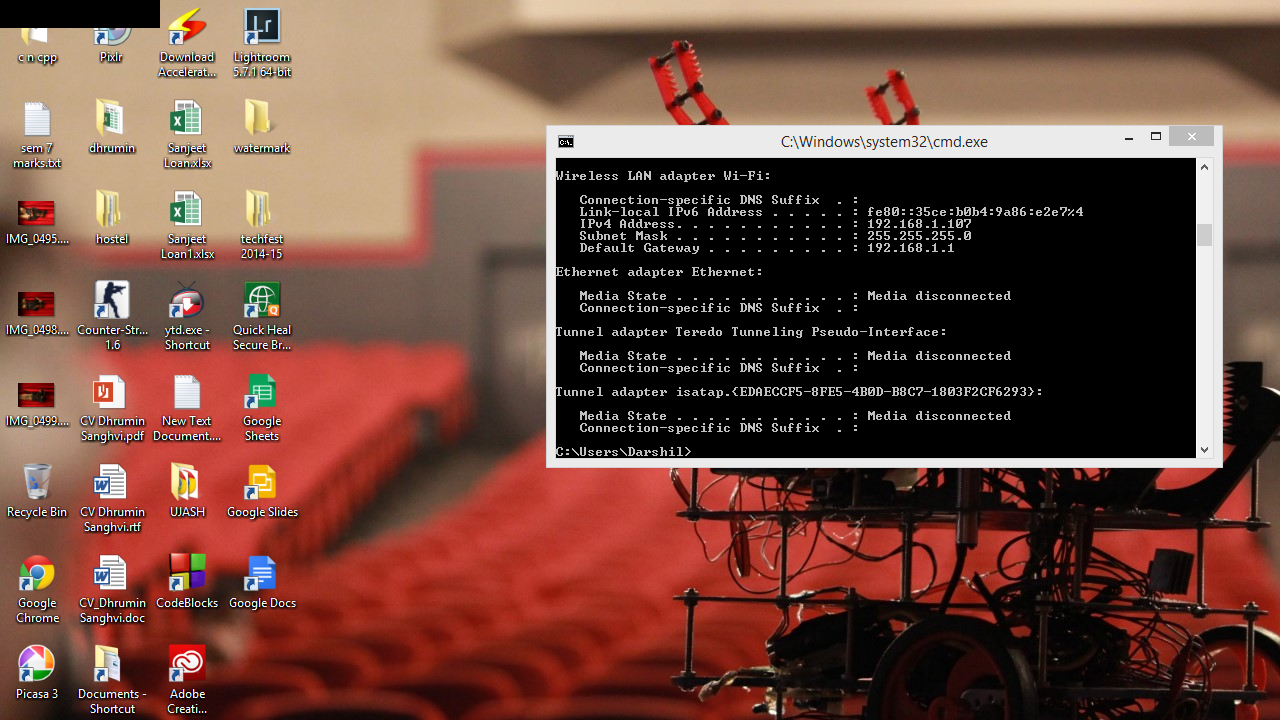 c n cpp
Pixlr
Download
Accelerat...
Lightroom
5.7.1 64-bit
sem 7
marks.txt
dhrumin
Sanjeet
Loan.xlsx
watermark
IMG_0495....
hostel
Sanjeet
Loan1.xlsx
techfest
2014-15
IMG_0498....
Counter-Str...
1.6
ytd.exe -
Shortcut
Quick Heal
Secure Br...
IMG_0499....
CV Dhrumin
Sanghvi.pdf
New Text
Document....
Google
Sheets
Recycle Bin
CV Dhrumin
Sanghvi.rtf
UJASH
Google Slides
Google
Chrome
CV_Dhrumin
Sanghvi.doc
CodeBlocks
Google Docs
Picasa 3
Documents -
Shortcut
Adobe
Creati...
Lr
C:\Windows\system32\cmd.exe
Wireless LAN adapter Wi-Fi:
Connection-specific DNS Suffix  . :
Link-local IPv6 Address . . . . . : fe80::35ce:b0b4:9a86:e2e7%4
IPv4 Address. . . . . . . . . . . : 192.168.1.107
Subnet Mask . . . . . . . . . . . : 255.255.255.0
Default Gateway . . . . . . . . . : 192.168.1.1
Ethernet adapter Ethernet:
Media State . . . . . . . . . . . : Media disconnected
Connection-specific DNS Suffix  . :
Tunnel adapter Teredo Tunneling Pseudo-Interface:
Media State . . . . . . . . . . . : Media disconnected
Connection-specific DNS Suffix  . :
Tunnel adapter isatap.{EDAECCF5-8FE5-4B0D-B8C7-1803F2CF6293}:
Media State . . . . . . . . . . . : Media disconnected
Connection-specific DNS Suffix  . :
C:\Users\Darshil>